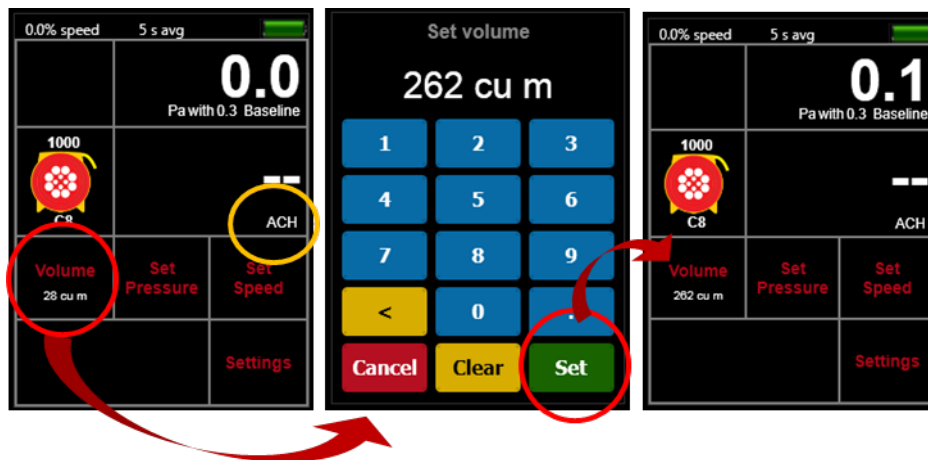 0.0% speed 5 s avg
0.0
Pa with 0.3 Baseline
1000
C8
--
ACH
Volume
28 cu m
Set
Pressure
Set
Speed
Settings
Set volume
262 cu m
1 2 3
4 5 6
7 8 9
< 0 .
Cancel Clear Set
0.0% speed 5 s avg
0.1
Pa with 0.3 Baseline
1000
C8
--
ACH
Volume
262 cu m
Set
Pressure
Set
Speed
Settings